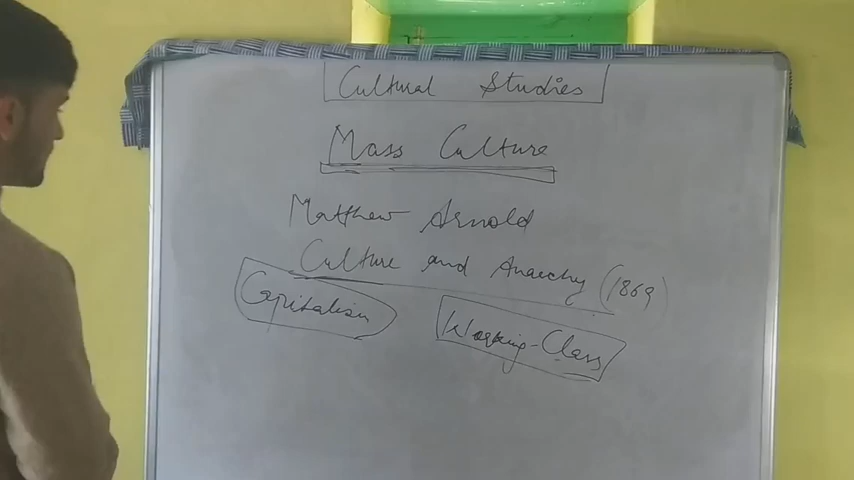 Cultural Studies
Mass Culture
Matthew Arnold
Culture and Anarchy (1869)
Capitalism
Working-Class